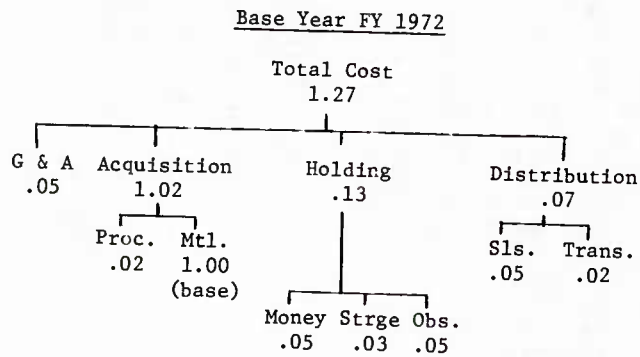 Base Year FY 1972
Total Cost
1.27
G & A Acquisition Holding Distribution
.05 1.02 .13 .07
Proc. Mtl. Sls. Trans.
.02 1.00 .05 .02
(base)
Money Strge Obs.
.05 .03 .05